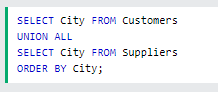 SELECT City FROM Customers
UNION ALL
SELECT City FROM Suppliers
ORDER BY City;